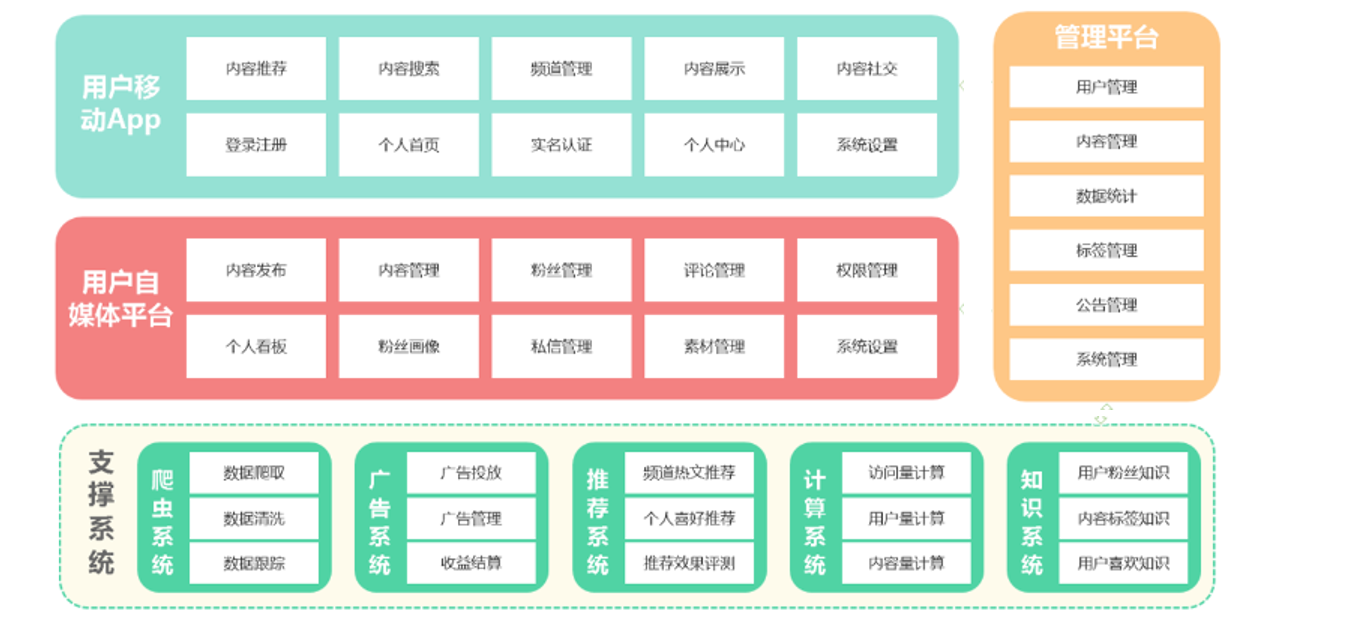 用户移
动App
内容推荐
内容搜索
频道管理
内容展示
内容社交
登录注册
个人首页
实名认证
个人中心
系统设置
用户自
媒体平台
内容发布
内容管理
粉丝管理
评论管理
权限管理
个人看板
粉丝画像
私信管理
素材管理
系统设置
管理平台
用户管理
内容管理
数据统计
标签管理
公告管理
系统管理
支撑系统
爬虫系统
数据爬取
数据清洗
数据跟踪
广告系统
广告投放
广告管理
收益结算
推荐系统
频道热文推荐
个人喜好推荐
推荐效果评测
计算系统
访问量计算
用户量计算
内容量计算
知识系统
用户粉丝知识
内容标签知识
用户喜欢知识